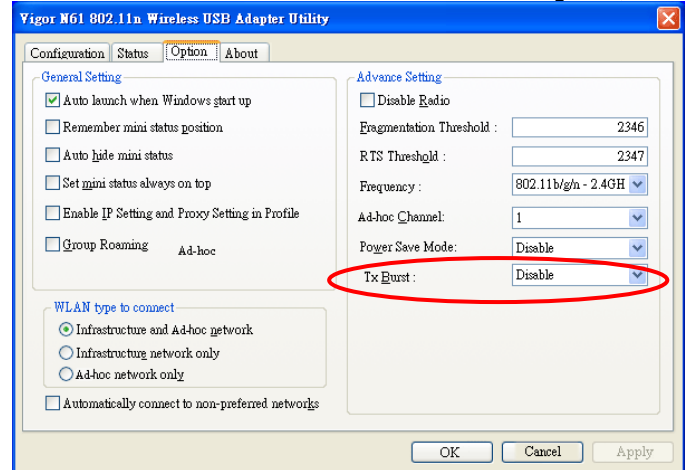 Vigor N61 802.11n Wireless USB Adapter Utility
Configuration Status Option About
General Setting
Auto launch when Windows start up
Remember mini status position
Auto hide mini status
Set mini status always on top
Enable IP Setting and Proxy Setting in Profile
Group Roaming Ad-hoc
WLAN type to connect
Infrastructure and Ad-hoc network
Infrastructure network only
Ad-hoc network only
Automatically connect to non-preferred networks
Advance Setting
Disable Radio
Fragmentation Threshold : 2346
RTS Threshold : 2347
Frequency : 802.11b/g/n - 2.4GH
Ad-hoc Channel: 1
Power Save Mode: Disable
Tx Burst : Disable
OK Cancel Apply